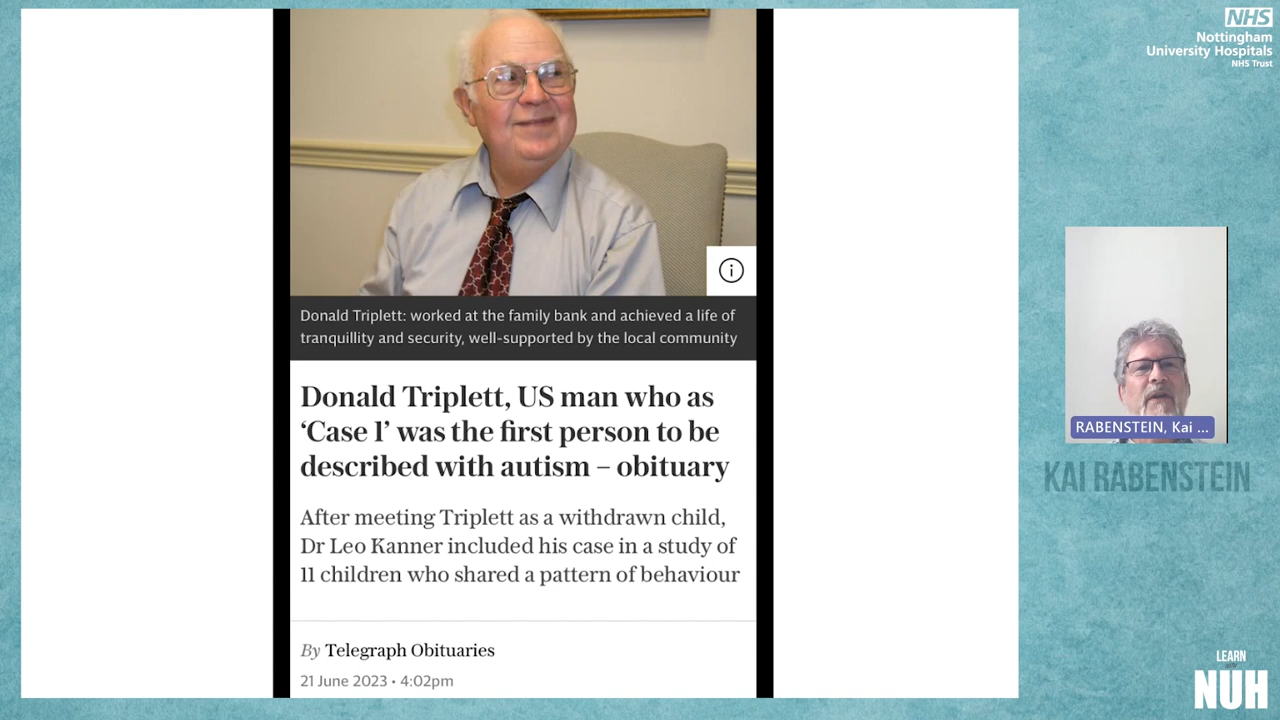 Donald Triplett: worked at the family bank and achieved a life of
tranquillity and security, well-supported by the local community
Donald Triplett, US man who as
‘Case 1’ was the first person to be
described with autism – obituary
After meeting Triplett as a withdrawn child,
Dr Leo Kanner included his case in a study of
11 children who shared a pattern of behaviour
By Telegraph Obituaries
21 June 2023 • 4:02pm
NHS
Nottingham
University Hospitals
NHS Trust
RABENSTEIN, Kai ...
KAI RABENSTEIN
LEARN
NUH